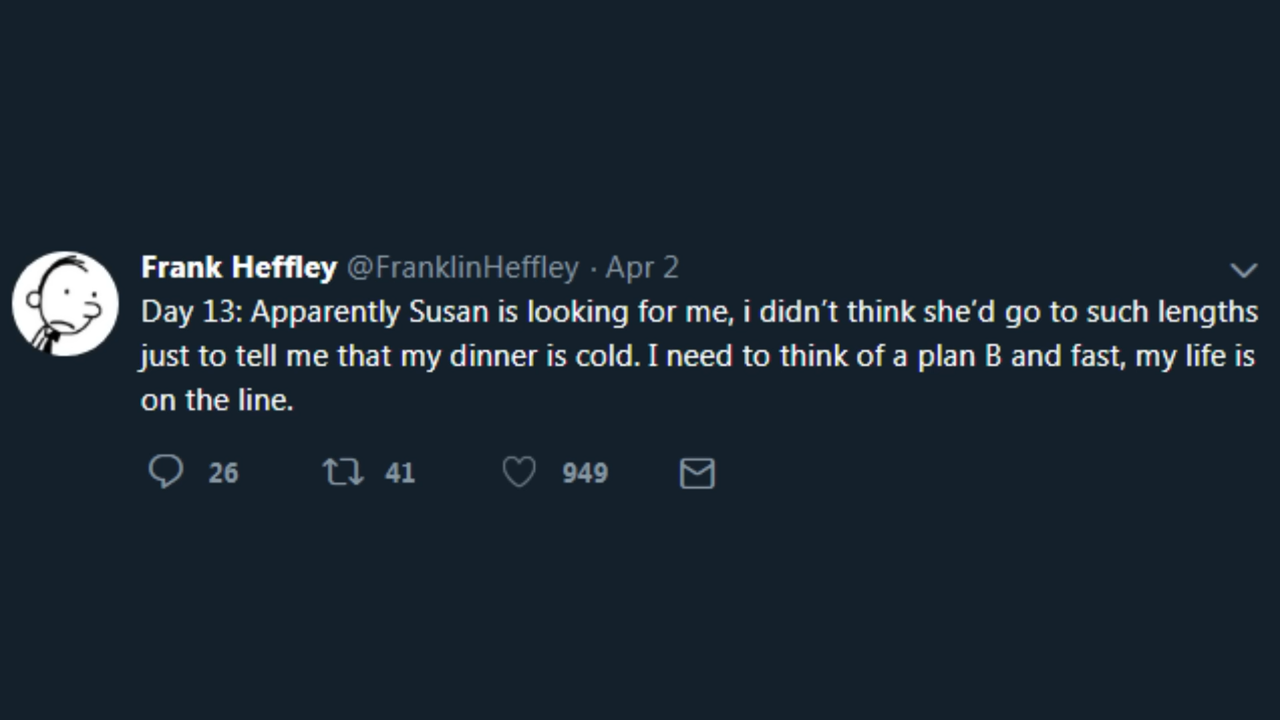 Frank Heffley @FranklinHeffley · Apr 2
Day 13: Apparently Susan is looking for me, i didn’t think she’d go to such lengths
just to tell me that my dinner is cold. I need to think of a plan B and fast, my life is
on the line.
26 41 949